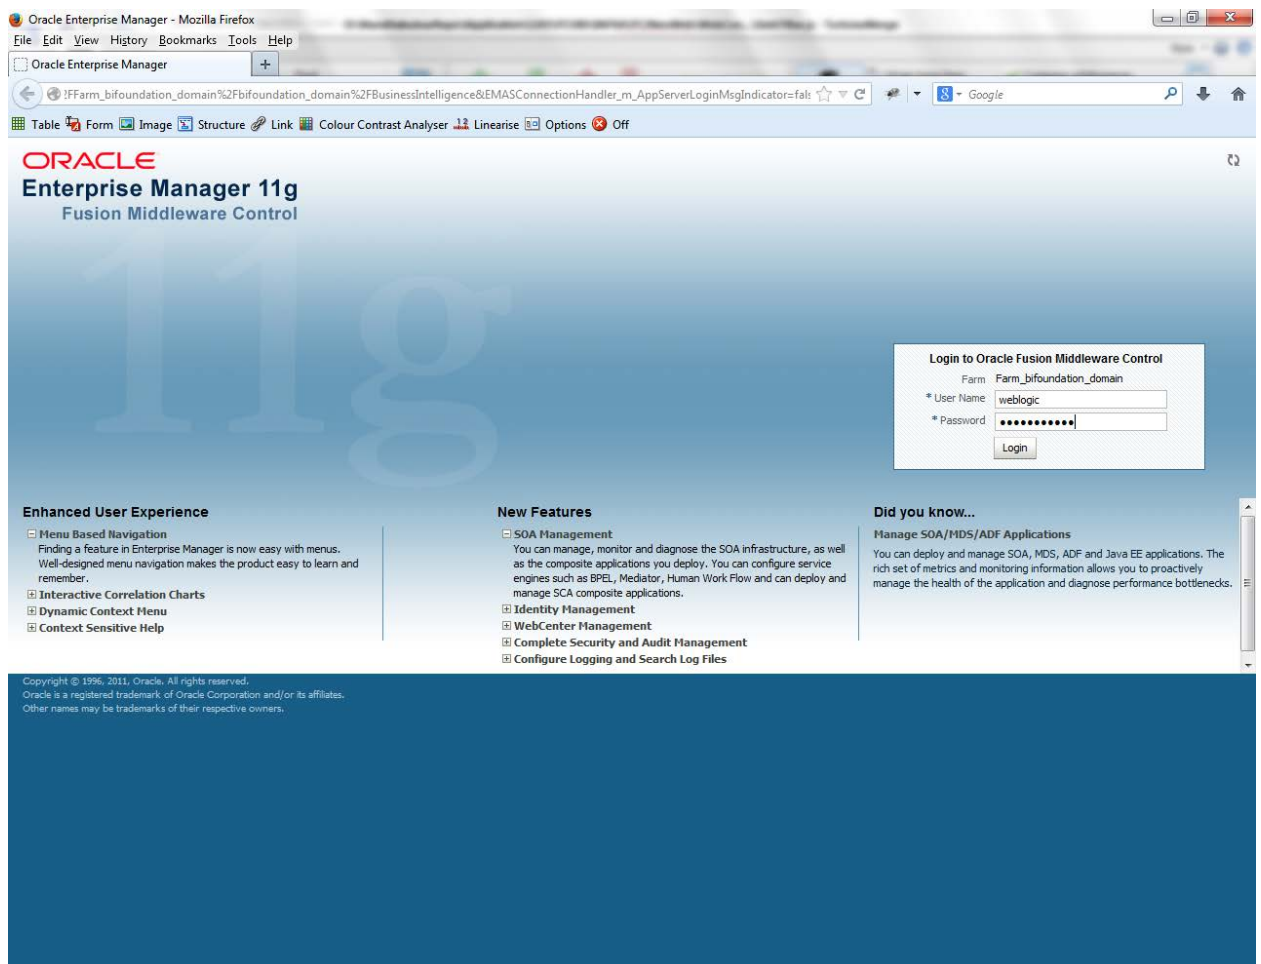 Oracle Enterprise Manager - Mozilla Firefox
File Edit View History Bookmarks Tools Help
Oracle Enterprise Manager +
!FFarm_bifoundation_domain%2Fbifoundation_domain%2FBusinessIntelligence&EMASConnectionHandler_m_AppServerLoginMsgIndicator=fals
8 Google
Table Form Image Structure Link Colour Contrast Analyser Linearise Options Off
ORACLE
Enterprise Manager 11g
Fusion Middleware Control
11g
Login to Oracle Fusion Middleware Control
Farm Farm_bifoundation_domain
* User Name weblogic
* Password •••••••••••
Login
Enhanced User Experience
Menu Based Navigation
Finding a feature in Enterprise Manager is now easy with menus.
Well-designed menu navigation makes the product easy to learn and
remember.
Interactive Correlation Charts
Dynamic Context Menu
Context Sensitive Help
New Features
SOA Management
You can manage, monitor and diagnose the SOA infrastructure, as well
as the composite applications you deploy. You can configure service
engines such as BPEL, Mediator, Human Work Flow and can deploy and
manage SCA composite applications.
Identity Management
WebCenter Management
Complete Security and Audit Management
Configure Logging and Search Log Files
Did you know...
Manage SOA/MDS/ADF Applications
You can deploy and manage SOA, MDS, ADF and Java EE applications. The
rich set of metrics and monitoring information allows you to proactively
manage the health of the application and diagnose performance bottlenecks.
Copyright © 1996, 2011, Oracle. All rights reserved.
Oracle is a registered trademark of Oracle Corporation and/or its affiliates.
Other names may be trademarks of their respective owners.